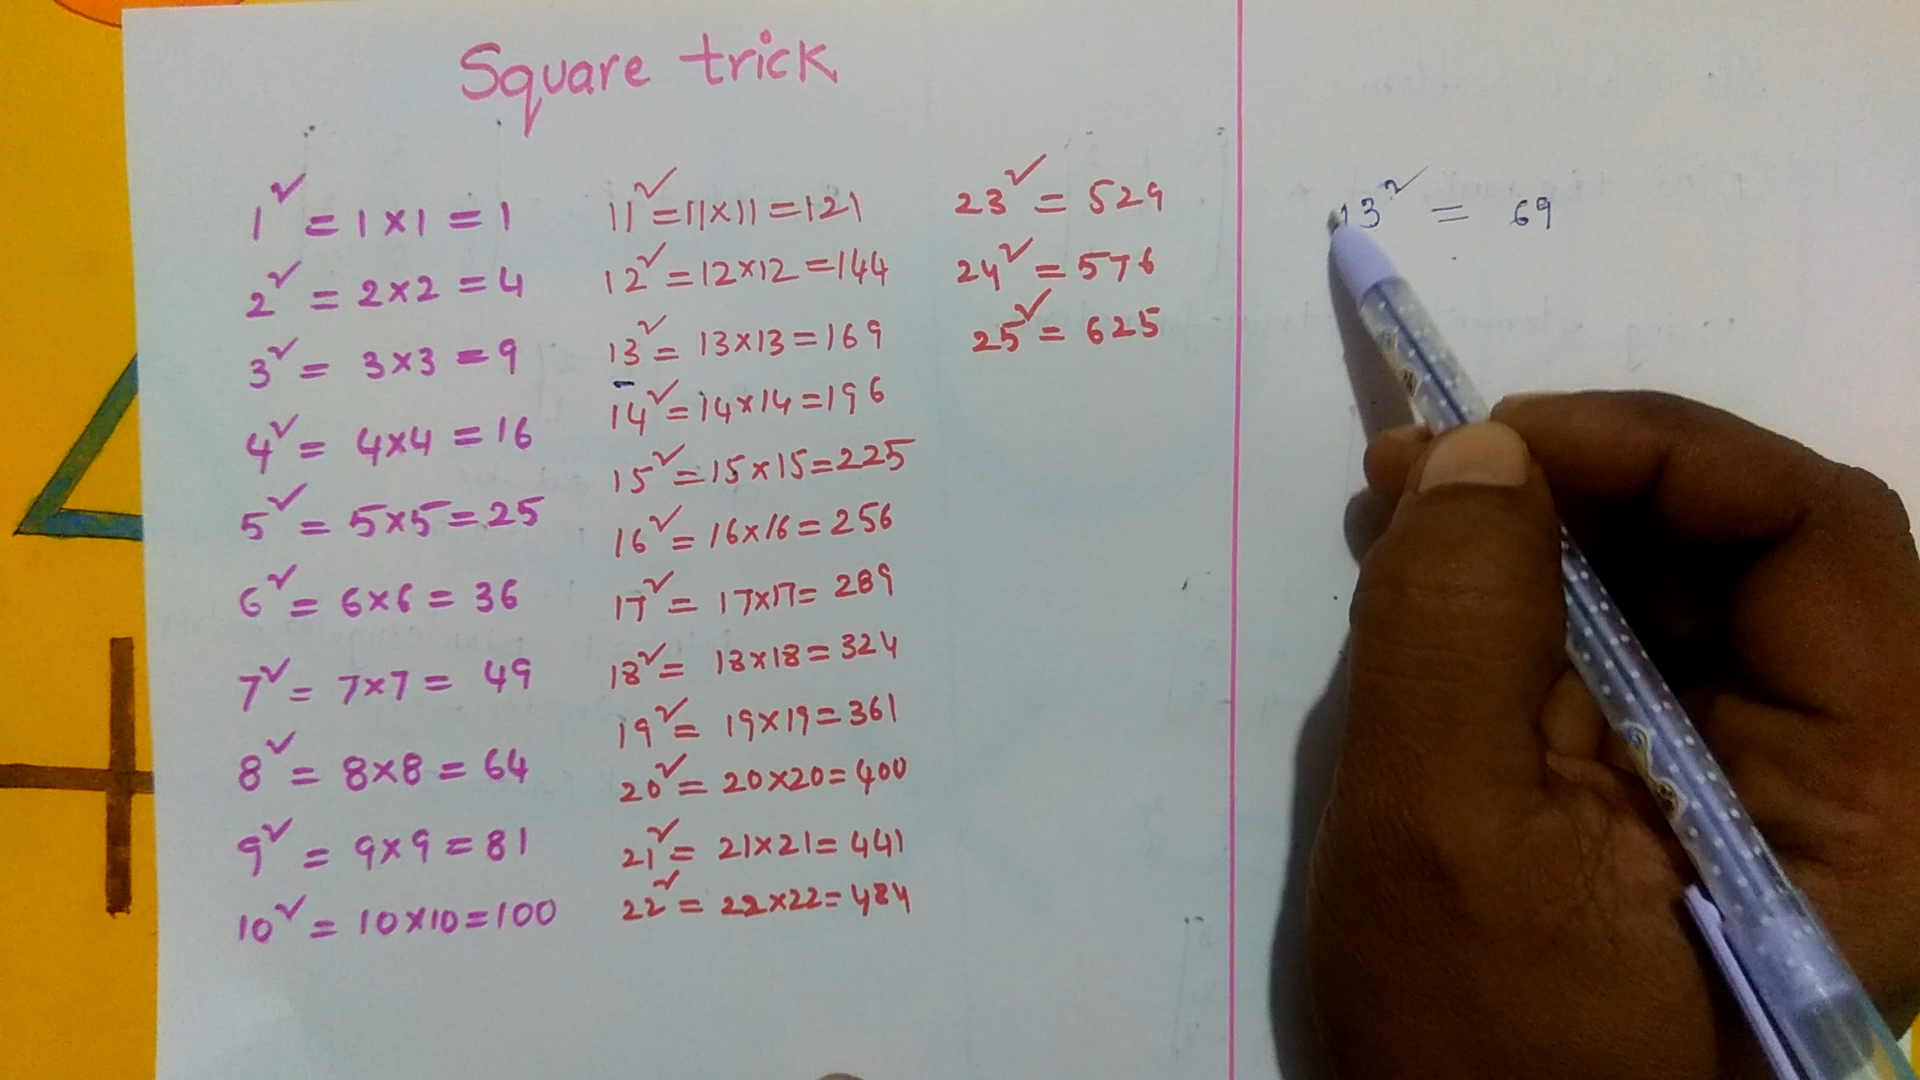 Square trick
1² = 1 x 1 = 1
2² = 2 x 2 = 4
3² = 3 x 3 = 9
4² = 4 x 4 = 16
5² = 5 x 5 = 25
6² = 6 x 6 = 36
7² = 7 x 7 = 49
8² = 8 x 8 = 64
9² = 9 x 9 = 81
10² = 10 x 10 = 100
11² = 11 x 11 = 121
12² = 12 x 12 = 144
13² = 13 x 13 = 169
14² = 14 x 14 = 196
15² = 15 x 15 = 225
16² = 16 x 16 = 256
17² = 17 x 17 = 289
18² = 18 x 18 = 324
19² = 19 x 19 = 361
20² = 20 x 20 = 400
21² = 21 x 21 = 441
22² = 22 x 22 = 484
23² = 529
24² = 576
25² = 625
13² = 69